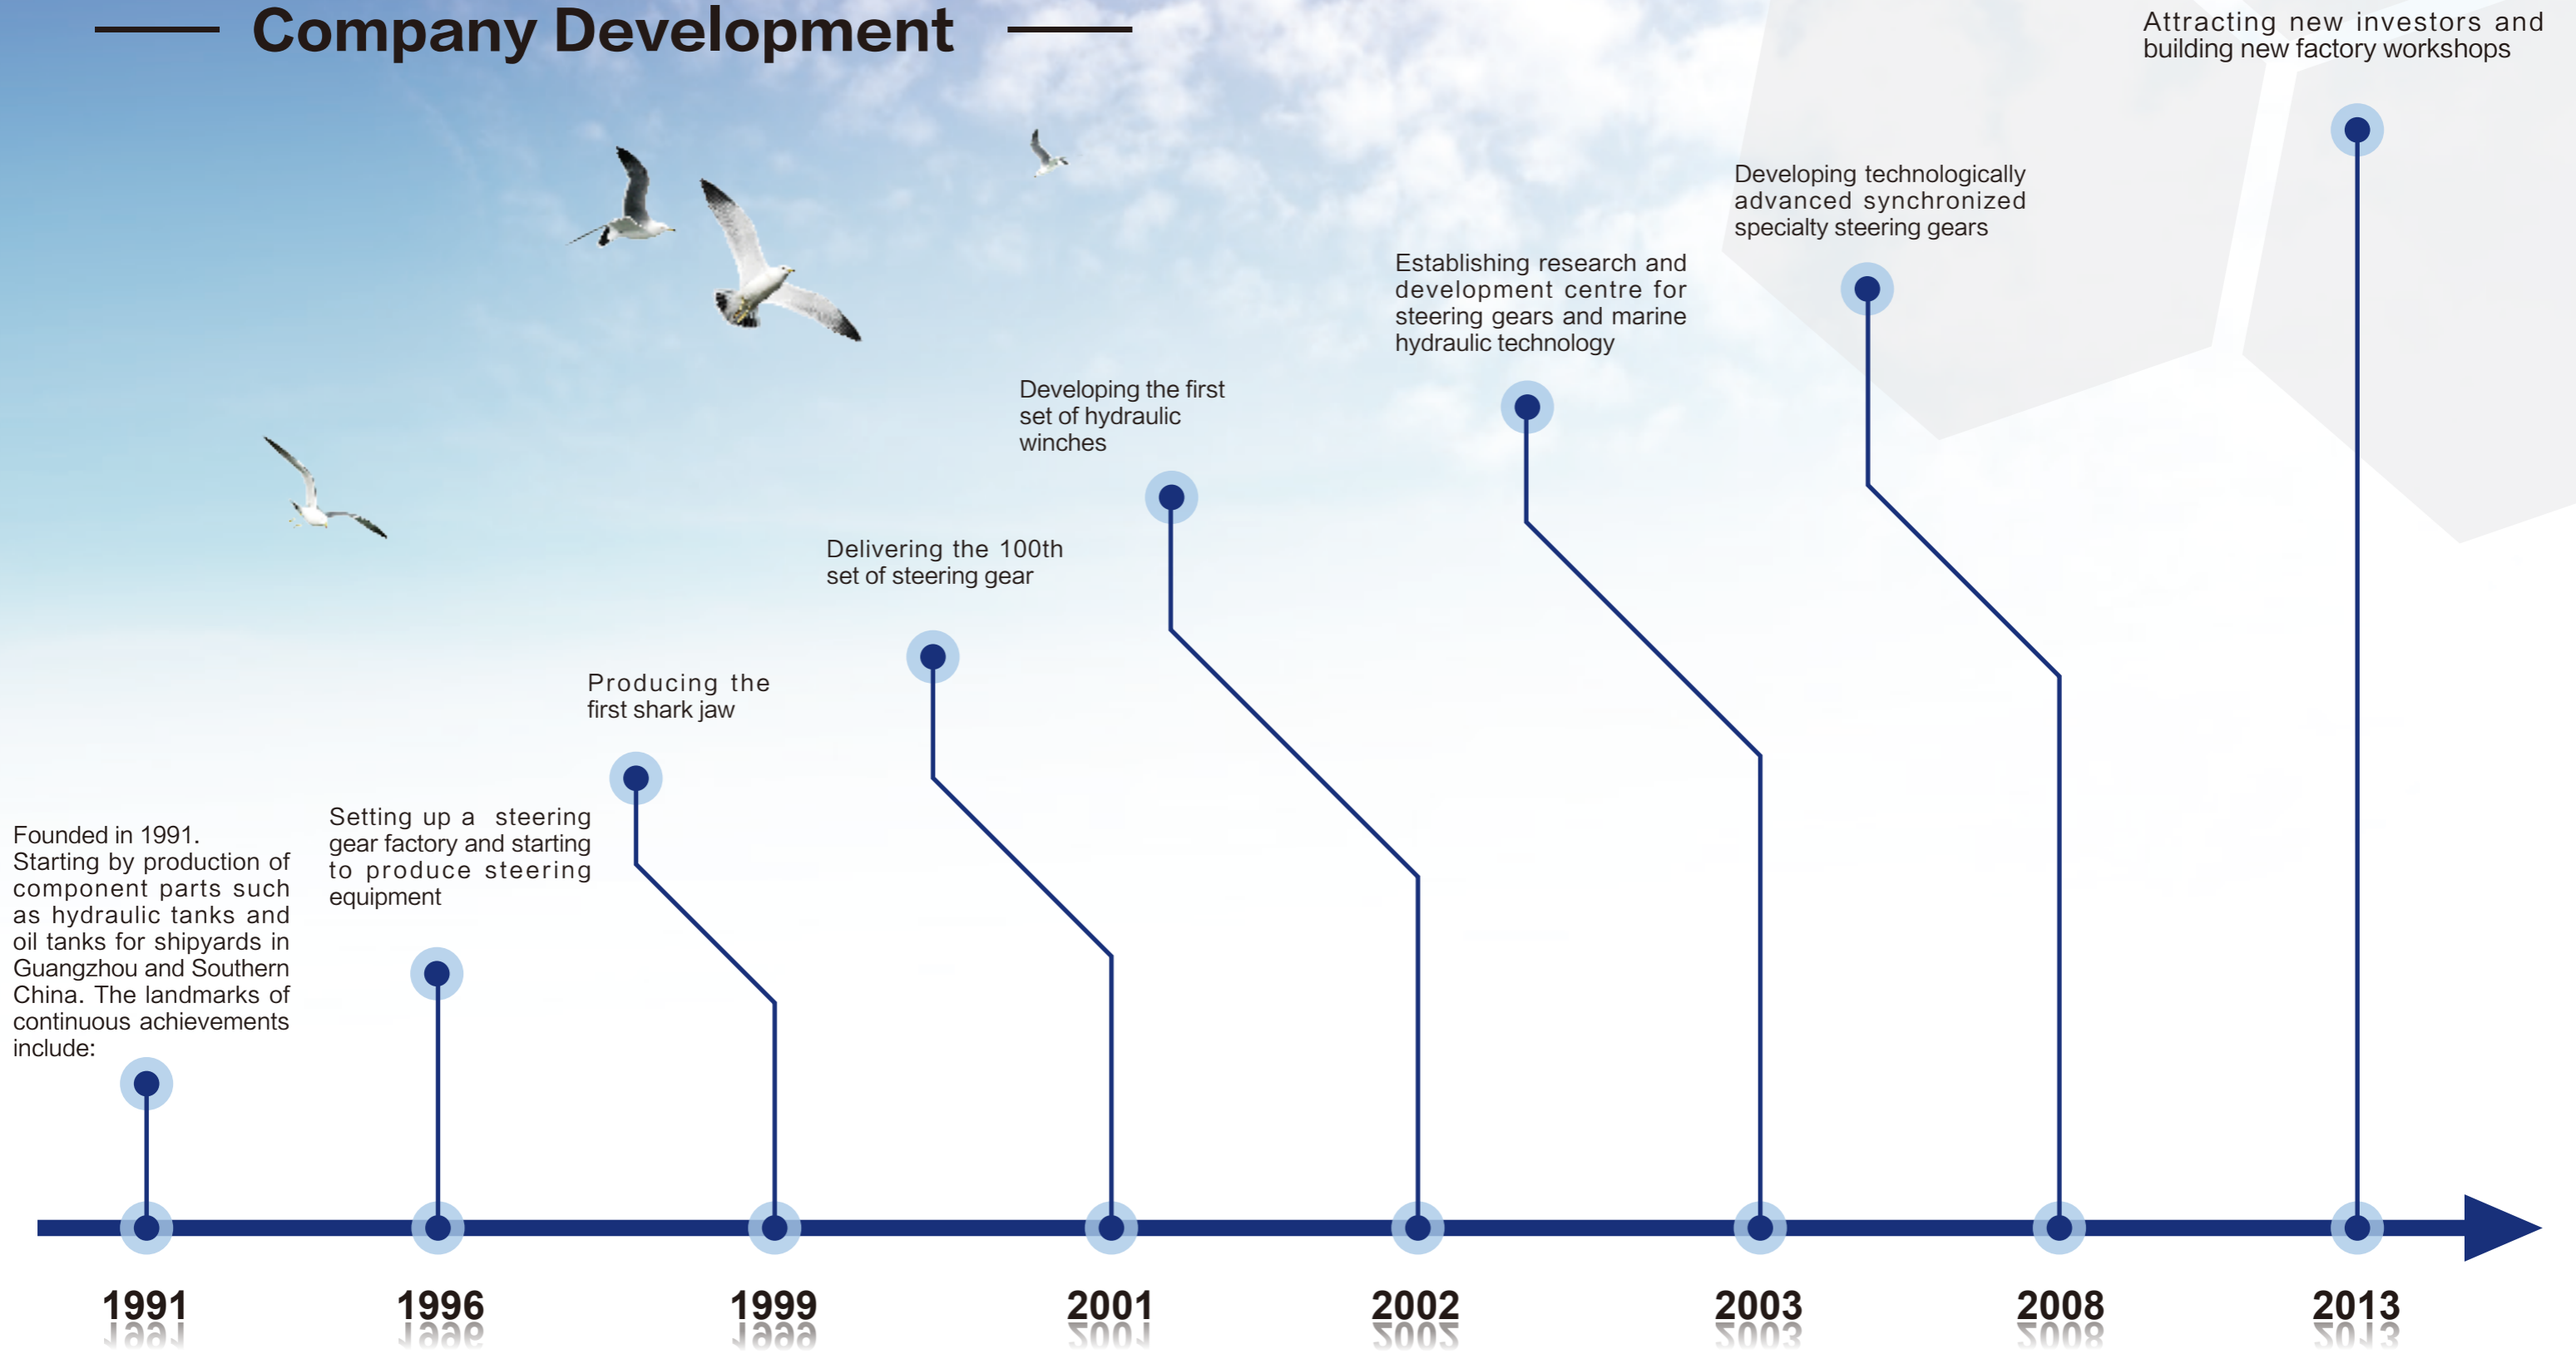 Company Development
Founded in 1991.
Starting by production of
component parts such
as hydraulic tanks and
oil tanks for shipyards in
Guangzhou and Southern
China. The landmarks of
continuous achievements
include:
Setting up a steering
gear factory and starting
to produce steering
equipment
Producing the
first shark jaw
Delivering the 100th
set of steering gear
Developing the first
set of hydraulic
winches
Establishing research and
development centre for
steering gears and marine
hydraulic technology
Developing technologically
advanced synchronized
specialty steering gears
Attracting new investors and
building new factory workshops
1991
1996
1999
2001
2002
2003
2008
2013